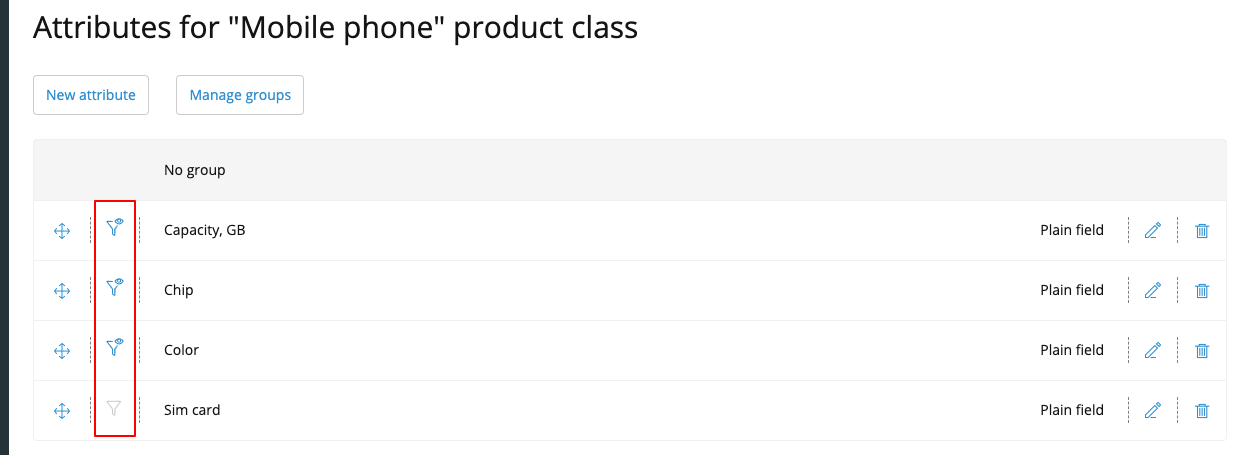 Attributes for "Mobile phone" product class
New attribute
Manage groups
No group
Capacity, GB
Plain field
Chip
Plain field
Color
Plain field
Sim card
Plain field